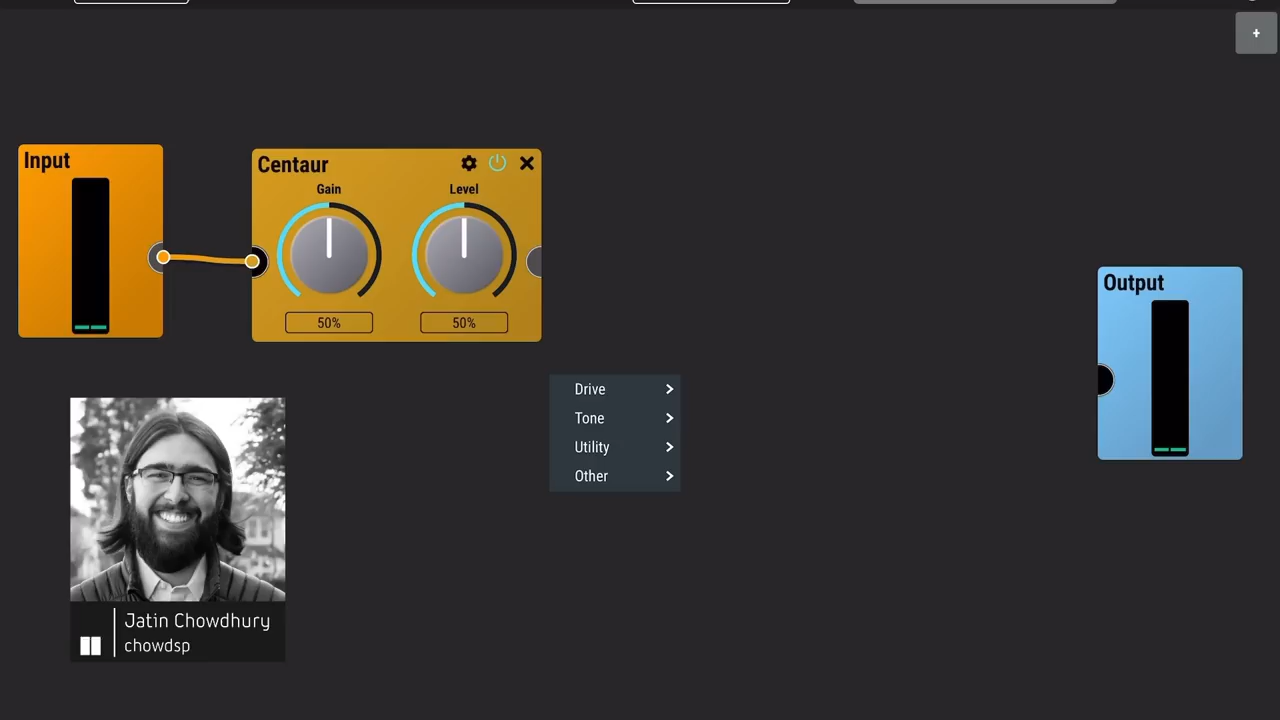 +
Input
Centaur
Gain
Level
50%
50%
Output
Drive
Tone
Utility
Other
Jatin Chowdhury
chowdsp